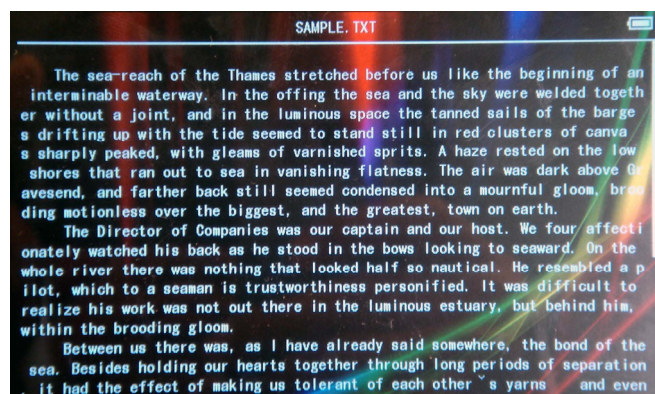 SAMPLE.TXT
The sea-reach of the Thames stretched before us like the beginning of an
interminable waterway. In the offing the sea and the sky were welded togeth
er without a joint, and in the luminous space the tanned sails of the barge
s drifting up with the tide seemed to stand still in red clusters of canva
s sharply peaked, with gleams of varnished sprits. A haze rested on the low
shores that ran out to sea in vanishing flatness. The air was dark above Gr
avesend, and farther back still seemed condensed into a mournful gloom, broo
ding motionless over the biggest, and the greatest, town on earth.
The Director of Companies was our captain and our host. We four affecti
onately watched his back as he stood in the bows looking to seaward. On the
whole river there was nothing that looked half so nautical. He resembled a p
ilot, which to a seaman is trustworthiness personified. It was difficult to
realize his work was not out there in the luminous estuary, but behind him,
within the brooding gloom.
Between us there was, as I have already said somewhere, the bond of the
sea. Besides holding our hearts together through long periods of separation
, it had the effect of making us tolerant of each other ˇs yarns and even